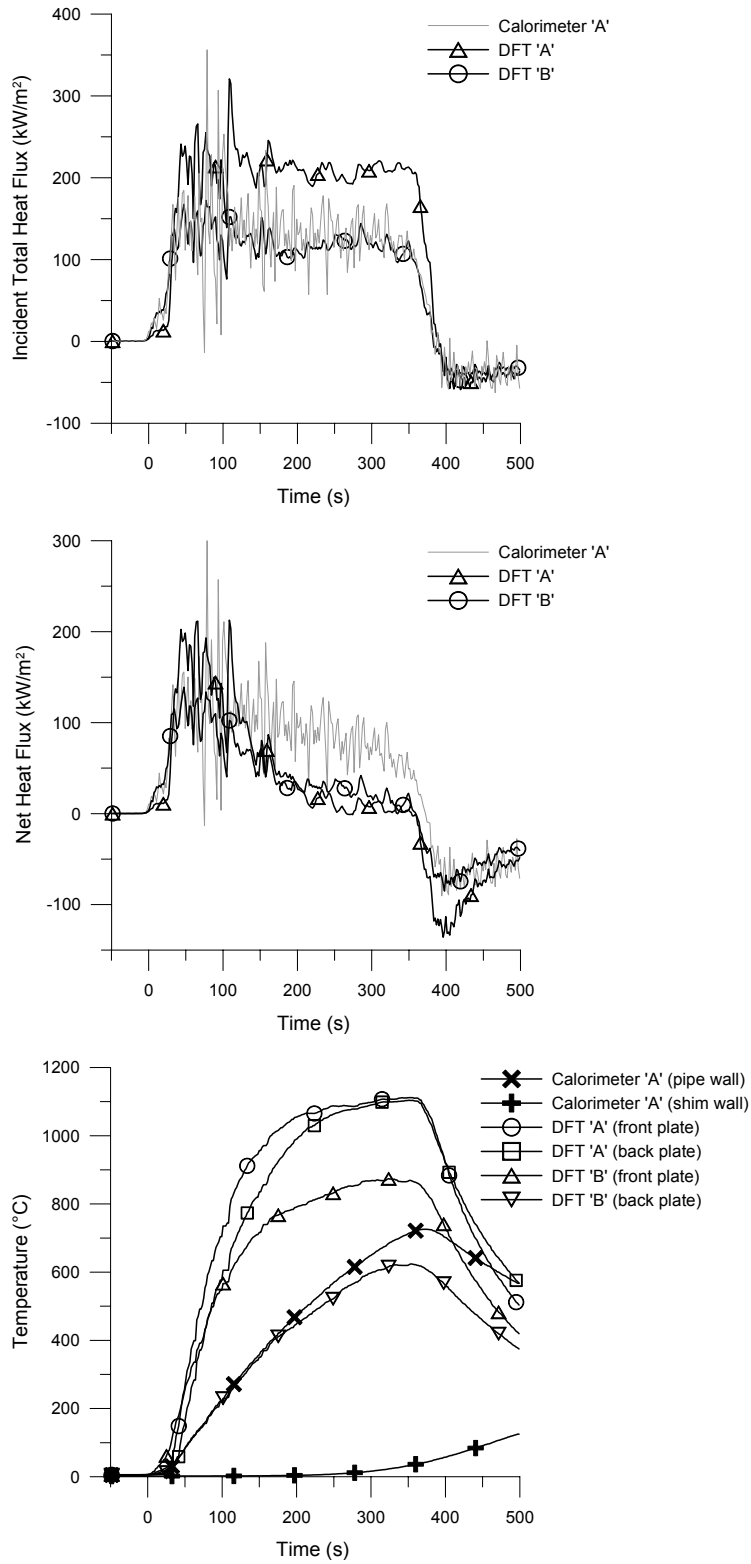 400
300
200
100
0
-100
Incident Total Heat Flux (kW/m²)
Calorimeter 'A'
DFT 'A'
DFT 'B'
0 100 200 300 400 500
Time (s)
300
200
100
0
-100
Net Heat Flux (kW/m²)
Calorimeter 'A'
DFT 'A'
DFT 'B'
0 100 200 300 400 500
Time (s)
1200
1000
800
600
400
200
0
Temperature (°C)
Calorimeter 'A' (pipe wall)
Calorimeter 'A' (shim wall)
DFT 'A' (front plate)
DFT 'A' (back plate)
DFT 'B' (front plate)
DFT 'B' (back plate)
0 100 200 300 400 500
Time (s)